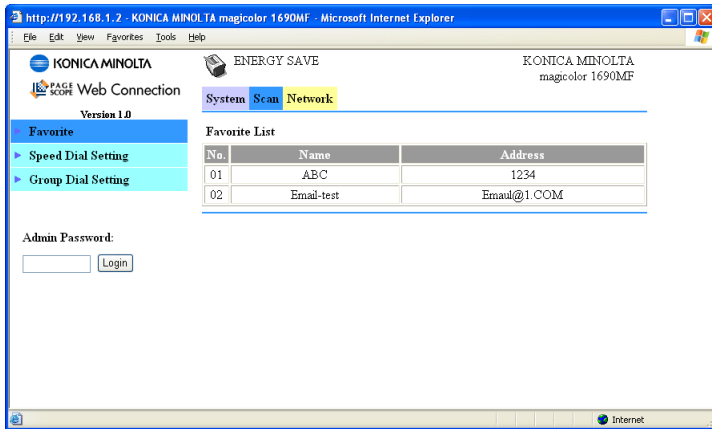 http://192.168.1.2 - KONICA MINOLTA magicolor 1690MF - Microsoft Internet Explorer
File Edit View Favorites Tools Help
KONICA MINOLTA
PAGE SCOPE Web Connection
Version 1.0
ENERGY SAVE
KONICA MINOLTA
magicolor 1690MF
System Scan Network
Favorite
Speed Dial Setting
Group Dial Setting
Favorite List
No. Name Address
01 ABC 1234
02 Email-test Emaul@1.COM
Admin Password:
Login
Internet